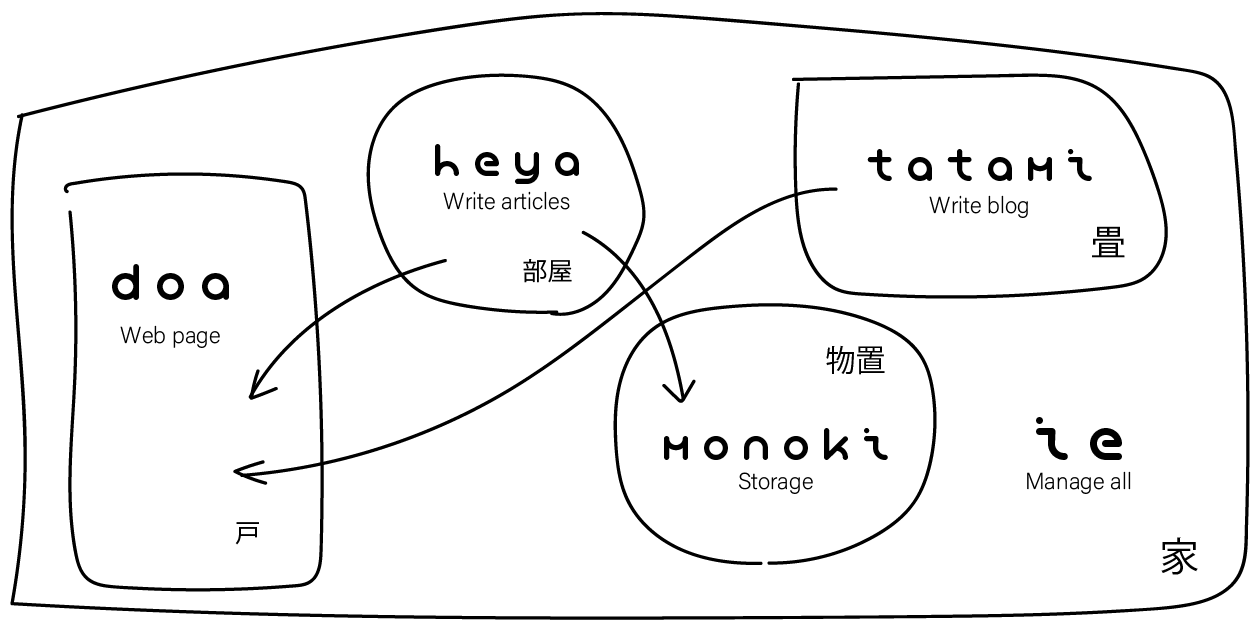 heya
Write articles
部屋
tatami
Write blog
畳
doa
Web page
戸
物置
monoki
Storage
ie
Manage all
家